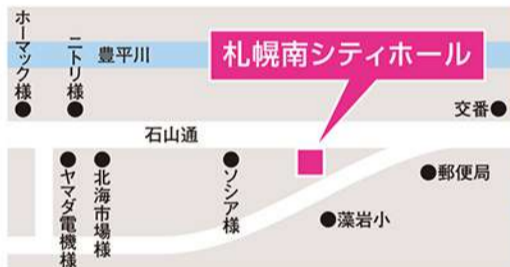 ホーマック様
ニトリ様
豊平川
札幌南シティホール
交番
石山通
ヤマダ電機様
北海市場様
ソシア様
郵便局
藻岩小